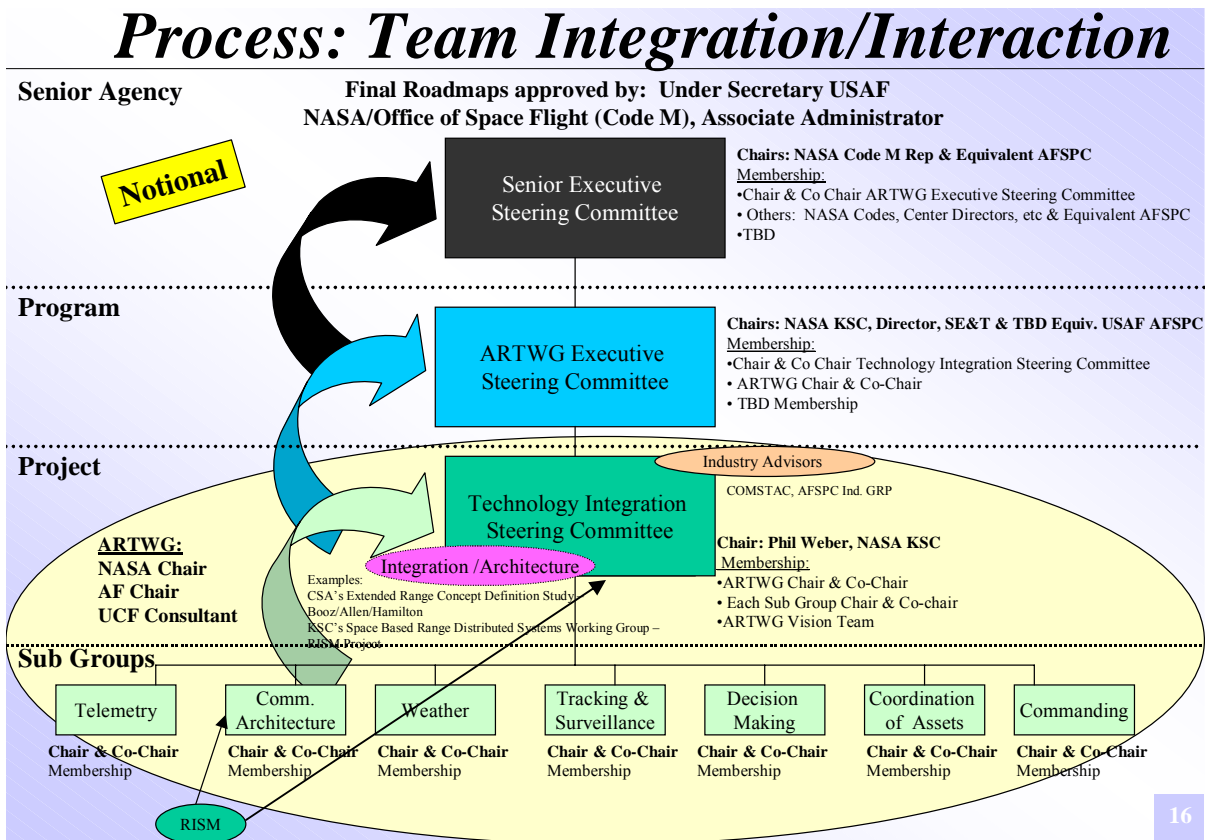 Process: Team Integration/Interaction
Senior Agency
Final Roadmaps approved by: Under Secretary USAF
NASA/Office of Space Flight (Code M), Associate Administrator
Notional
Senior Executive
Steering Committee
Chairs: NASA Code M Rep & Equivalent AFSPC
Membership:
•Chair & Co Chair ARTWG Executive Steering Committee
• Others: NASA Codes, Center Directors, etc & Equivalent AFSPC
•TBD
Program
ARTWG Executive
Steering Committee
Chairs: NASA KSC, Director, SE&T & TBD Equiv. USAF AFSPC
Membership:
•Chair & Co Chair Technology Integration Steering Committee
• ARTWG Chair & Co-Chair
• TBD Membership
Project
Industry Advisors
COMSTAC, AFSPC Ind. GRP
Technology Integration
Steering Committee
Integration /Architecture
ARTWG:
NASA Chair
AF Chair
UCF Consultant
Examples:
CSA's Extended Range Concept Definition Study
Booz/Allen/Hamilton
KSC's Space Based Range Distributed Systems Working Group –
RISM Project
Chair: Phil Weber, NASA KSC
Membership:
•ARTWG Chair & Co-Chair
• Each Sub Group Chair & Co-chair
•ARTWG Vision Team
Sub Groups
Telemetry
Comm.
Architecture
Weather
Tracking &
Surveillance
Decision
Making
Coordination
of Assets
Commanding
Chair & Co-Chair
Membership
Chair & Co-Chair
Membership
Chair & Co-Chair
Membership
Chair & Co-Chair
Membership
Chair & Co-Chair
Membership
Chair & Co-Chair
Membership
Chair & Co-Chair
Membership
RISM
16